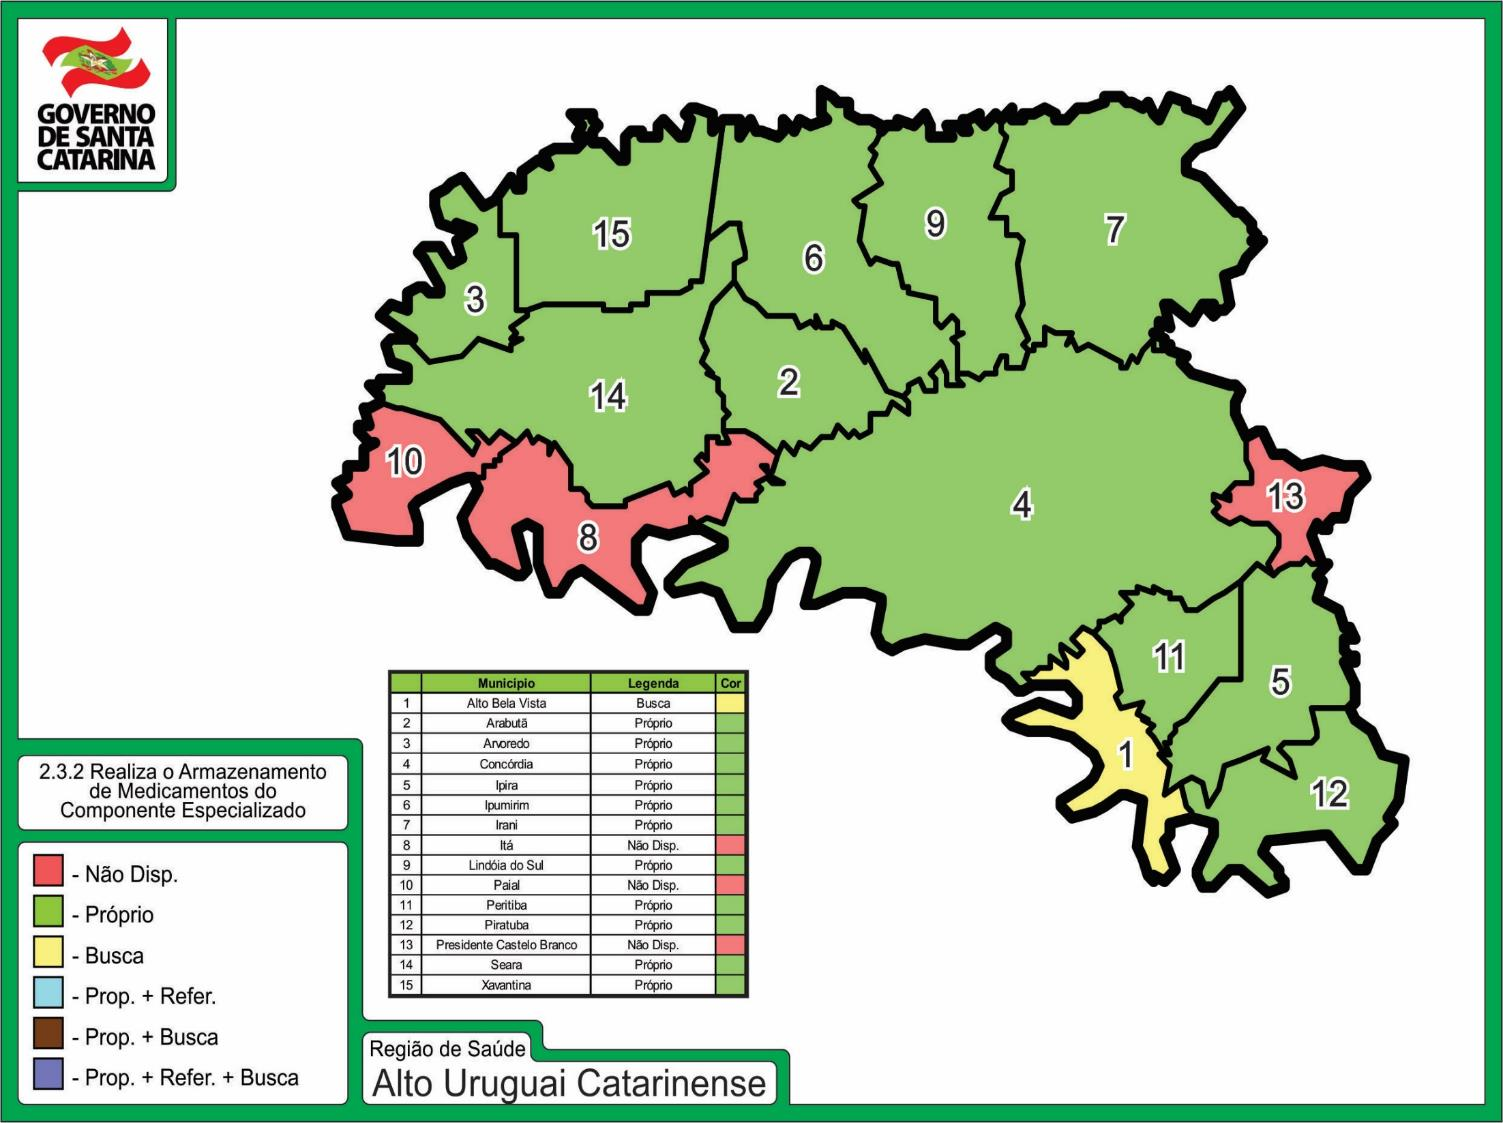 GOVERNO
DE SANTA
CATARINA
15
6
9
7
3
14
2
10
8
4
13
11
5
1
12
Municipio Legenda Cor
1 Alto Bela Vista Busca
2 Arabutã Próprio
3 Arvoredo Próprio
4 Concórdia Próprio
5 Ipira Próprio
6 Ipumirim Próprio
7 Irani Próprio
8 Itá Não Disp.
9 Lindóia do Sul Próprio
10 Paial Não Disp.
11 Peritiba Próprio
12 Piratuba Próprio
13 Presidente Castelo Branco Não Disp.
14 Seara Próprio
15 Xavantina Próprio
2.3.2 Realiza o Armazenamento
de Medicamentos do
Componente Especializado
- Não Disp.
- Próprio
- Busca
- Prop. + Refer.
- Prop. + Busca
- Prop. + Refer. + Busca
Região de Saúde
Alto Uruguai Catarinense